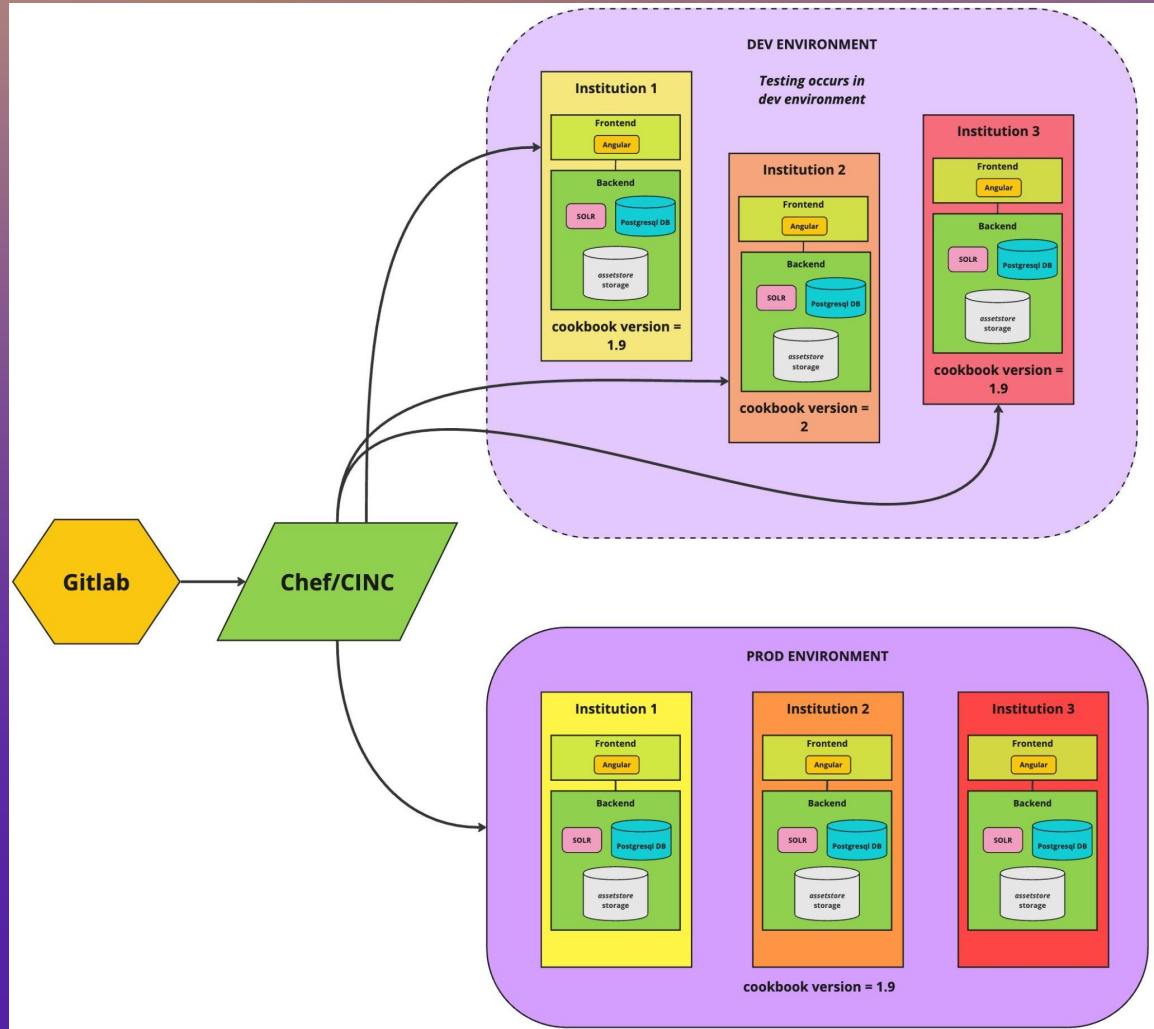 DEV ENVIRONMENT
Testing occurs in
dev environment
Institution 1
Frontend
Angular
Backend
SOLR
Postgresql DB
assetstore
storage
cookbook version =
1.9
Institution 2
Frontend
Angular
Backend
SOLR
Postgresql DB
assetstore
storage
cookbook version =
2
Institution 3
Frontend
Angular
Backend
SOLR
Postgresql DB
assetstore
storage
cookbook version =
1.9
Gitlab
Chef/CINC
PROD ENVIRONMENT
Institution 1
Frontend
Angular
Backend
SOLR
Postgresql DB
assetstore
storage
Institution 2
Frontend
Angular
Backend
SOLR
Postgresql DB
assetstore
storage
Institution 3
Frontend
Angular
Backend
SOLR
Postgresql DB
assetstore
storage
cookbook version = 1.9